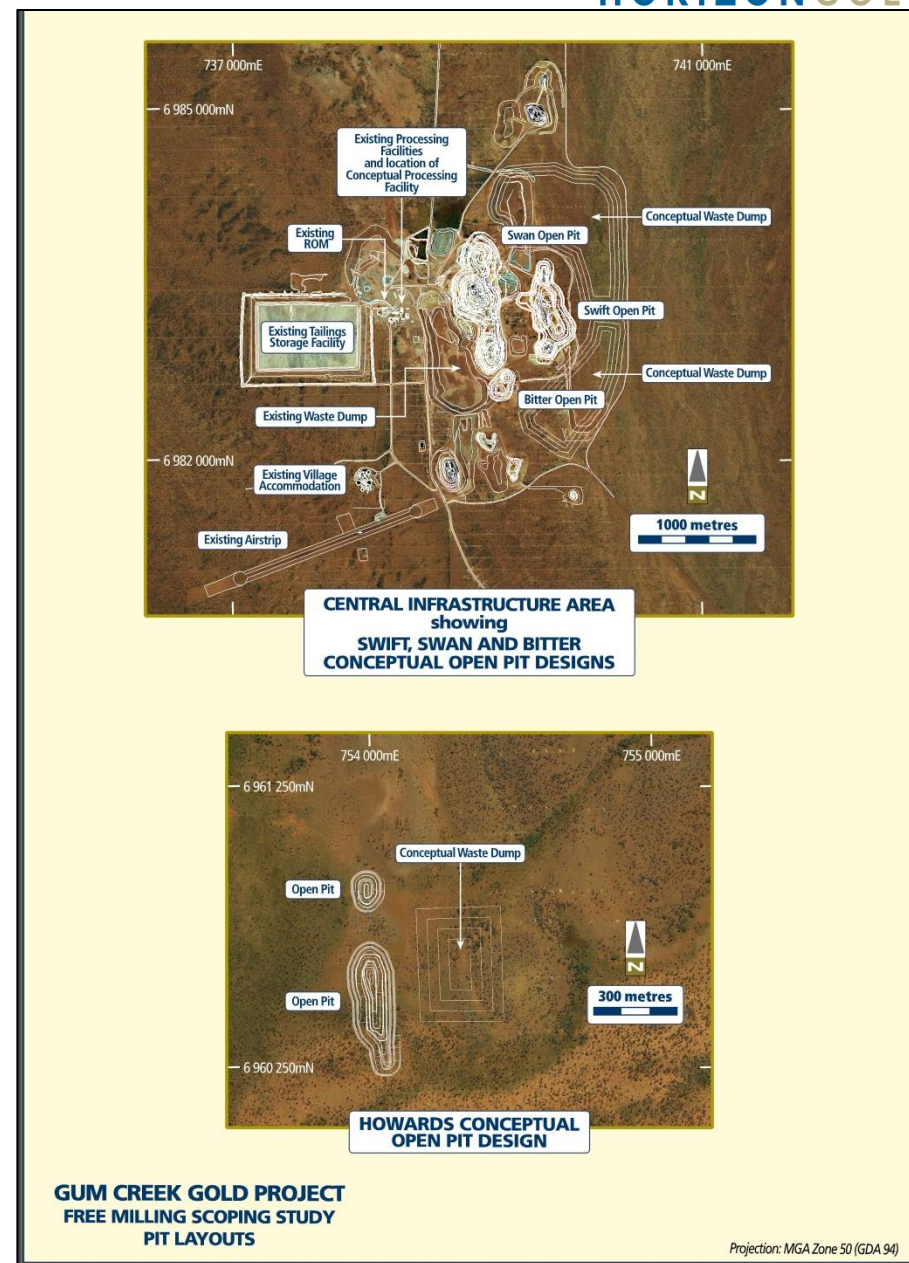 737 000mE
741 000mE
6 985 000mN
Existing Processing
Facilities
and location of
Conceptual Processing
Facility
Existing
ROM
Swan Open Pit
Conceptual Waste Dump
Swift Open Pit
Existing Tailings
Storage Facility
Conceptual Waste Dump
Existing Waste Dump
Bitter Open Pit
6 982 000mN
Existing Village
Accommodation
N
1000 metres
Existing Airstrip
CENTRAL INFRASTRUCTURE AREA
showing
SWIFT, SWAN AND BITTER
CONCEPTUAL OPEN PIT DESIGNS
754 000mE
755 000mE
6 961 250mN
Conceptual Waste Dump
Open Pit
N
Open Pit
300 metres
6 960 250mN
HOWARDS CONCEPTUAL
OPEN PIT DESIGN
GUM CREEK GOLD PROJECT
FREE MILLING SCOPING STUDY
PIT LAYOUTS
Projection: MGA Zone 50 (GDA 94)